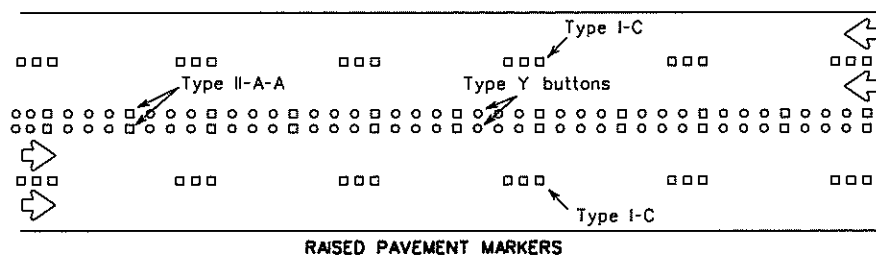 Type I-C
Type II-A-A
Type Y buttons
Type I-C
RAISED PAVEMENT MARKERS